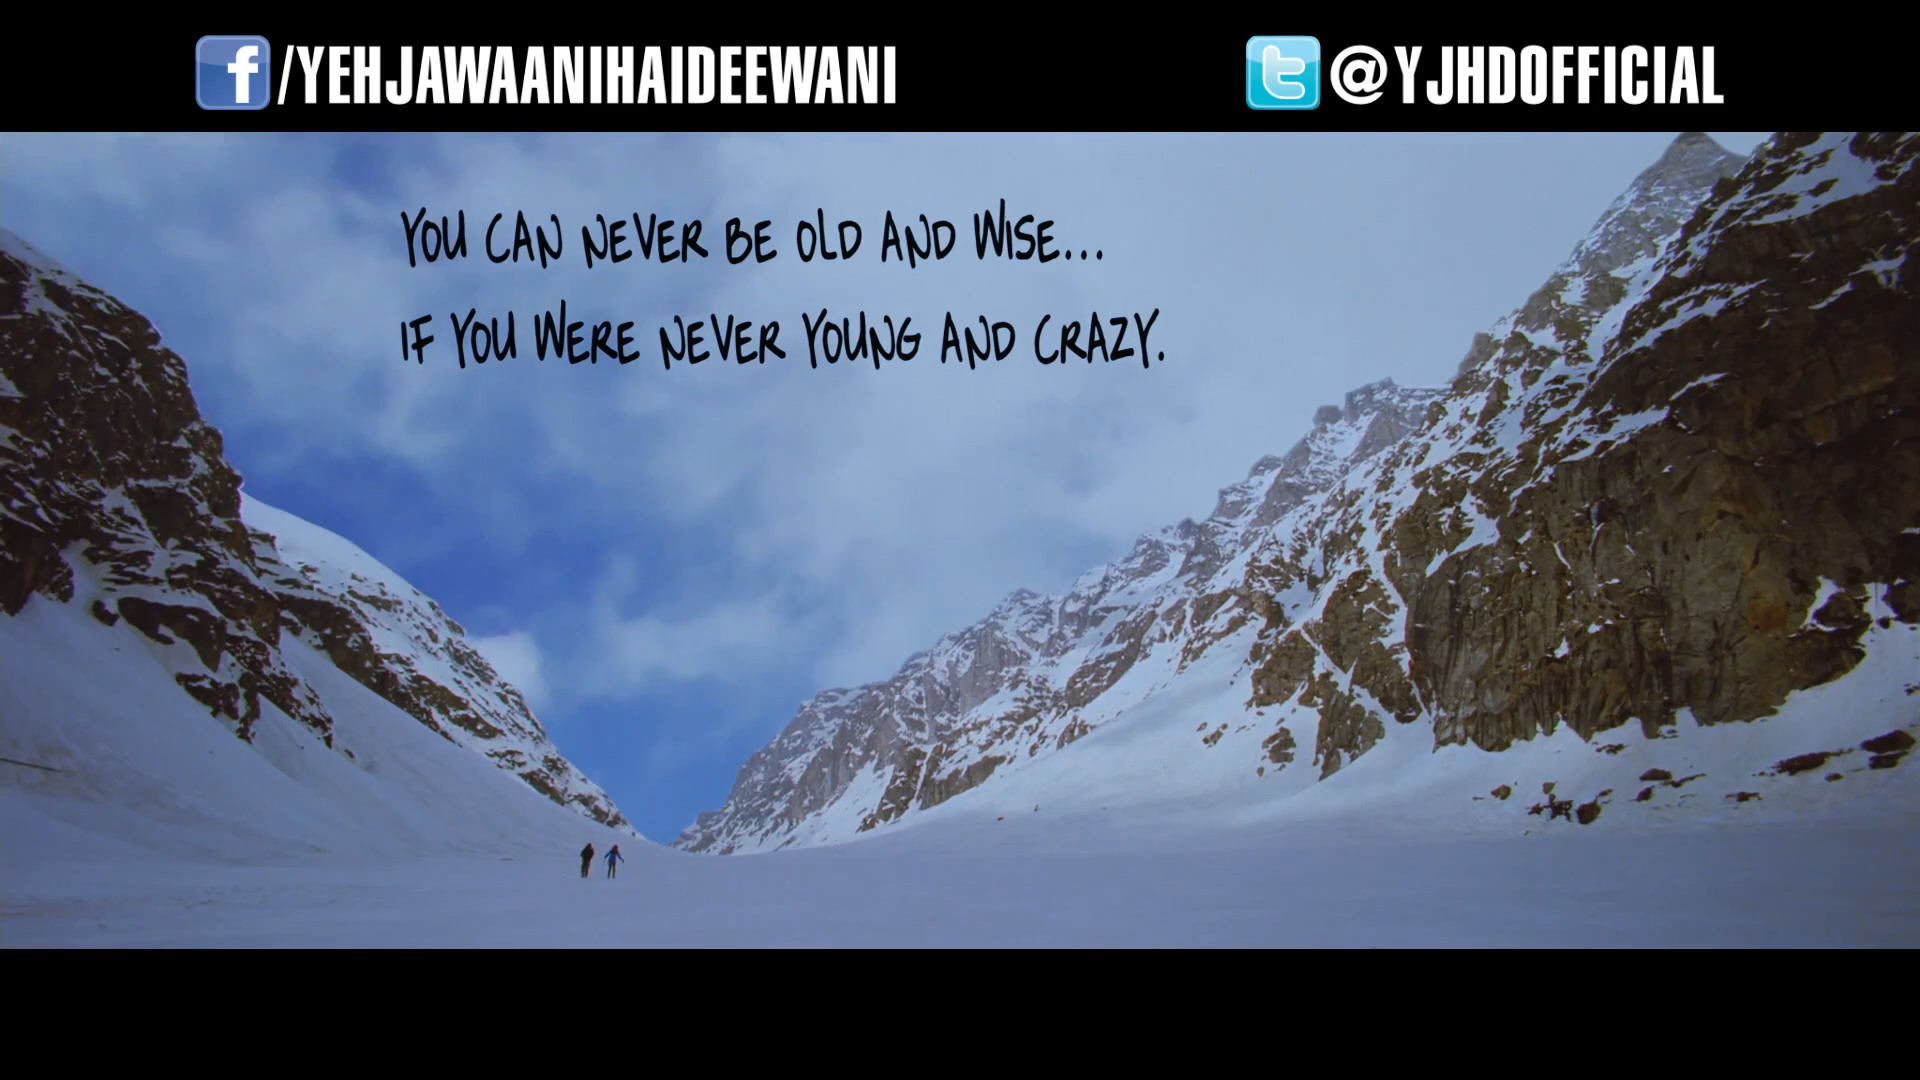 /YEHJAWAANIHAIDEEWANI
@YJHDOFFICIAL
YOU CAN NEVER BE OLD AND WISE...
IF YOU WERE NEVER YOUNG AND CRAZY.